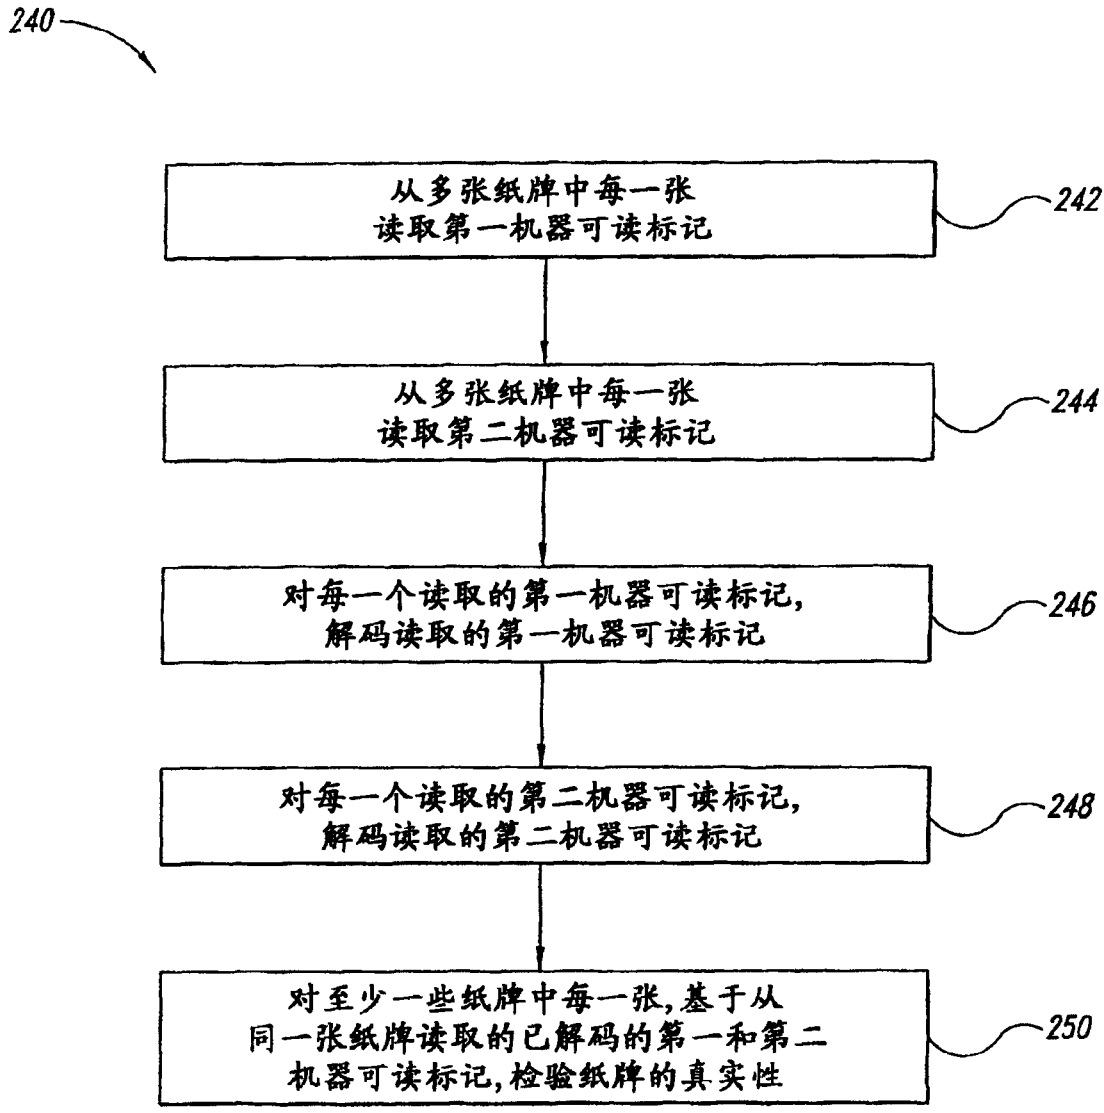 240
从多张纸牌中每一张
读取第一机器可读标记
242
从多张纸牌中每一张
读取第二机器可读标记
244
对每一个读取的第一机器可读标记,
解码读取的第一机器可读标记
246
对每一个读取的第二机器可读标记,
解码读取的第二机器可读标记
248
对至少一些纸牌中每一张,基于从
同一张纸牌读取的已解码的第一和第二
机器可读标记,检验纸牌的真实性
250